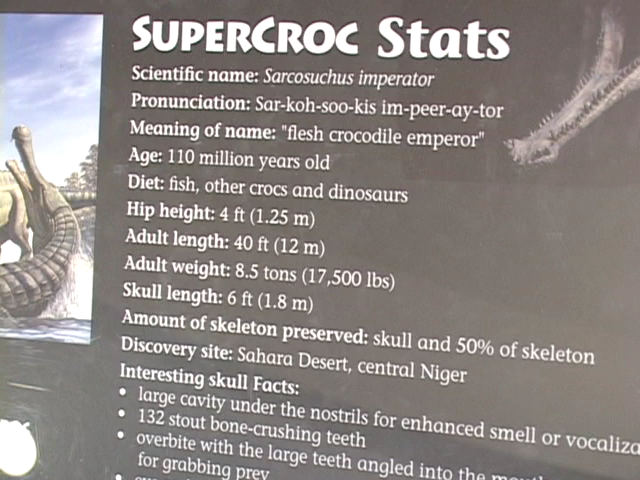 SUPERCROC Stats
Scientific name: Sarcosuchus imperator
Pronunciation: Sar-koh-soo-kis im-peer-ay-tor
Meaning of name: "flesh crocodile emperor"
Age: 110 million years old
Diet: fish, other crocs and dinosaurs
Hip height: 4 ft (1.25 m)
Adult length: 40 ft (12 m)
Adult weight: 8.5 tons (17,500 lbs)
Skull length: 6 ft (1.8 m)
Amount of skeleton preserved: skull and 50% of skeleton
Discovery site: Sahara Desert, central Niger
Interesting skull Facts:
• large cavity under the nostrils for enhanced smell or vocaliza
• 132 stout bone-crushing teeth
• overbite with the large teeth angled into the
for grabbing prey